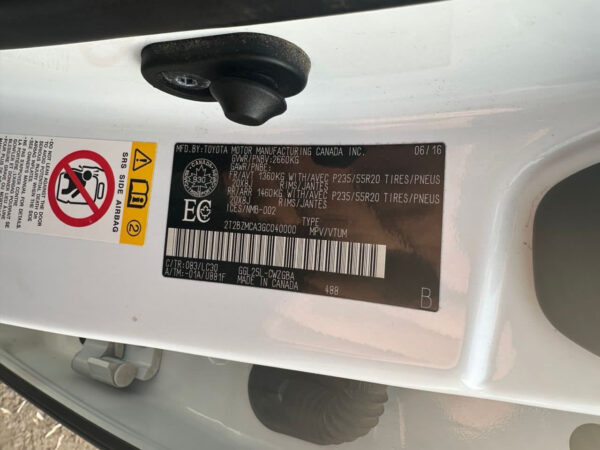 MFD.BY:TOYOTA MOTOR MANUFACTURING CANADA INC. 06/16
GVWR/PNBV:2660KG
GAWR/PNBE
FR/AVT 1360KG WITH/AVEC P235/55R20 TIRES/PNEUS
20X8J RIMS/JANTES
RR/ARR 1460KG WITH/AVEC P235/55R20 TIRES/PNEUS
20X8J RIMS/JANTES
ICES/NMB-002
TYPE
2T2BZMCA3GC040000 MPV/VTUM
EC
C/TR:083/LC30 GGL25L-CWZGBA
A/TM:-01A/U881F MADE IN CANADA
B
SRS SIDE AIRBAG